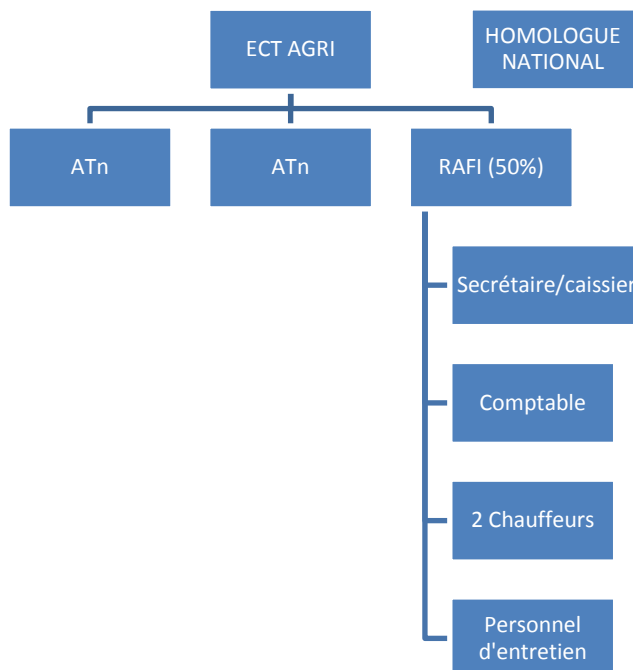 ECT AGRI
HOMOLOGUE
NATIONAL
ATn
ATn
RAFI (50%)
Secrétaire/caissier
Comptable
2 Chauffeurs
Personnel
d'entretien